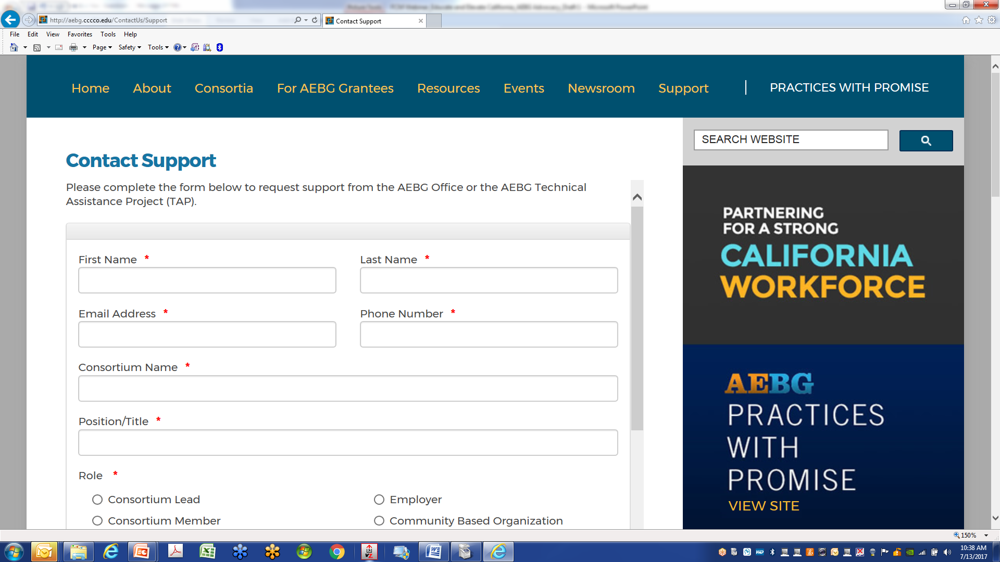 http://aebg.cccco.edu/ContactUs/Support
Contact Support
File Edit View Favorites Tools Help
Page Safety Tools
Home About Consortia For AEBG Grantees Resources Events Newsroom Support PRACTICES WITH PROMISE
SEARCH WEBSITE
Contact Support
Please complete the form below to request support from the AEBG Office or the AEBG Technical
Assistance Project (TAP).
First Name * Last Name *
Email Address * Phone Number *
Consortium Name *
Position/Title *
Role *
Consortium Lead Employer
Consortium Member Community Based Organization
PARTNERING
FOR A STRONG
CALIFORNIA
WORKFORCE
AEBG
PRACTICES
WITH
PROMISE
VIEW SITE
150%
10:38 AM
7/13/2017